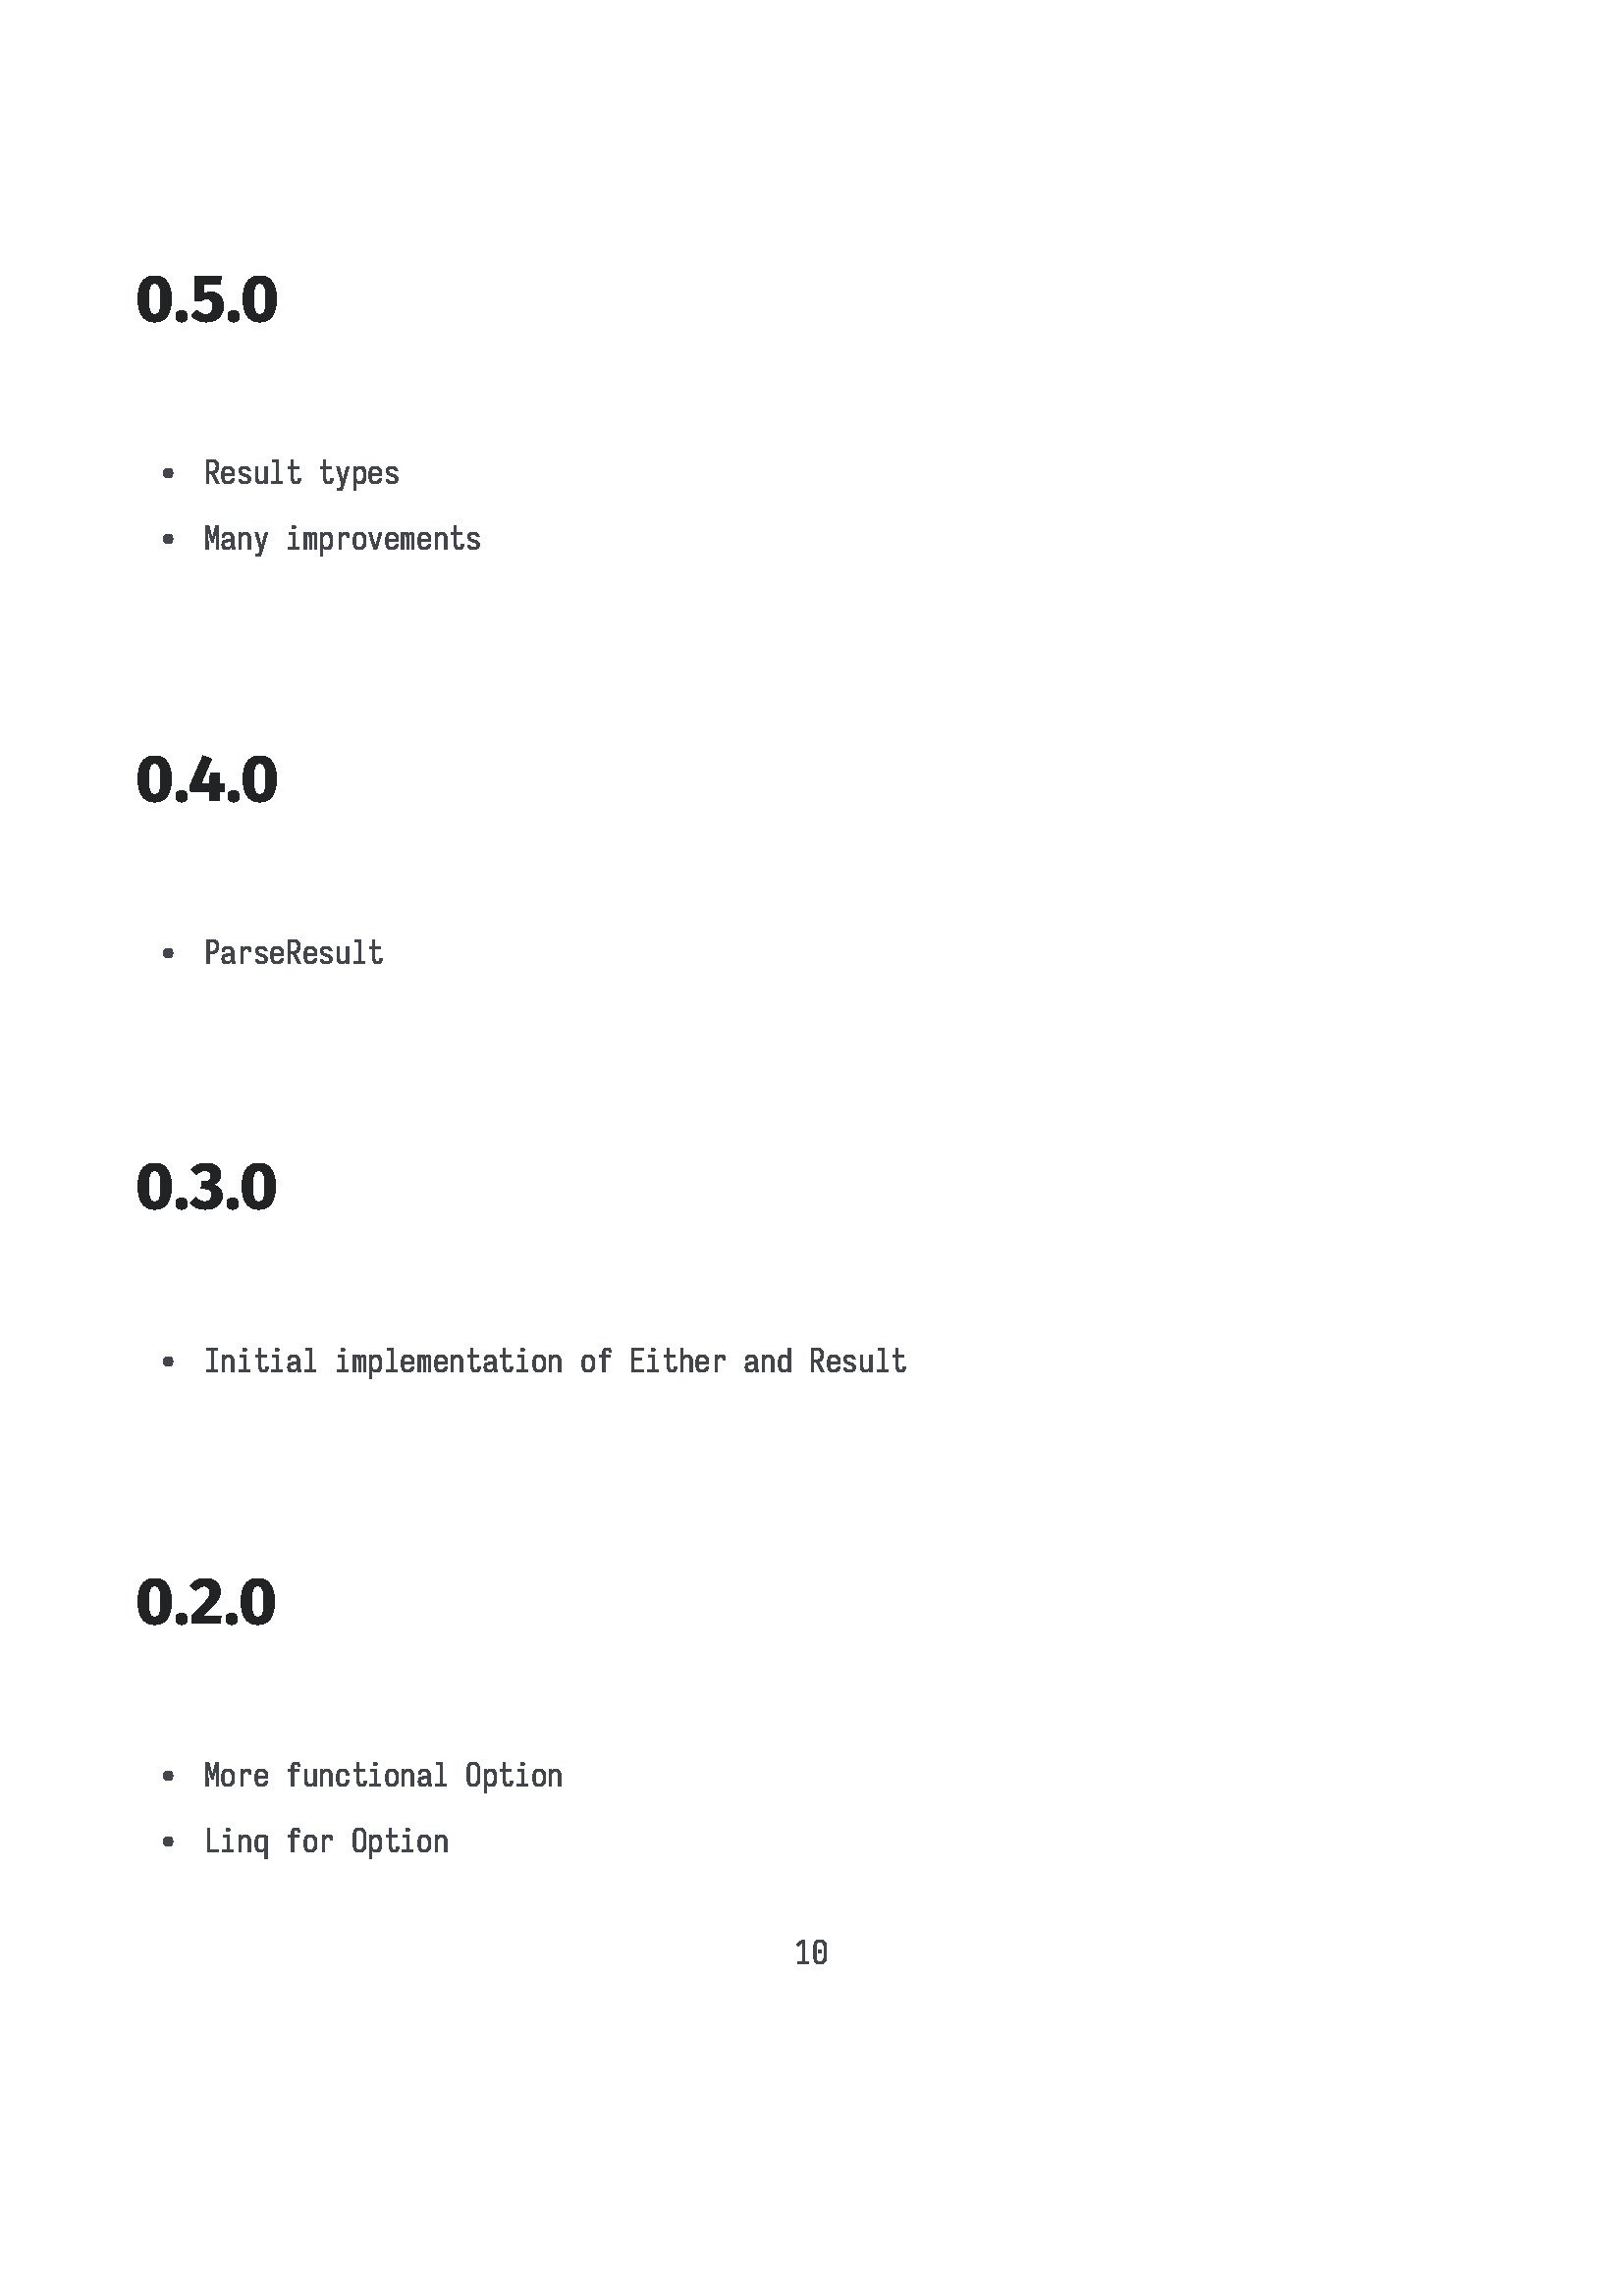 0.5.0
• Result types
• Many improvements
0.4.0
• ParseResult
0.3.0
• Initial implementation of Either and Result
0.2.0
• More functional Option
• Linq for Option
10